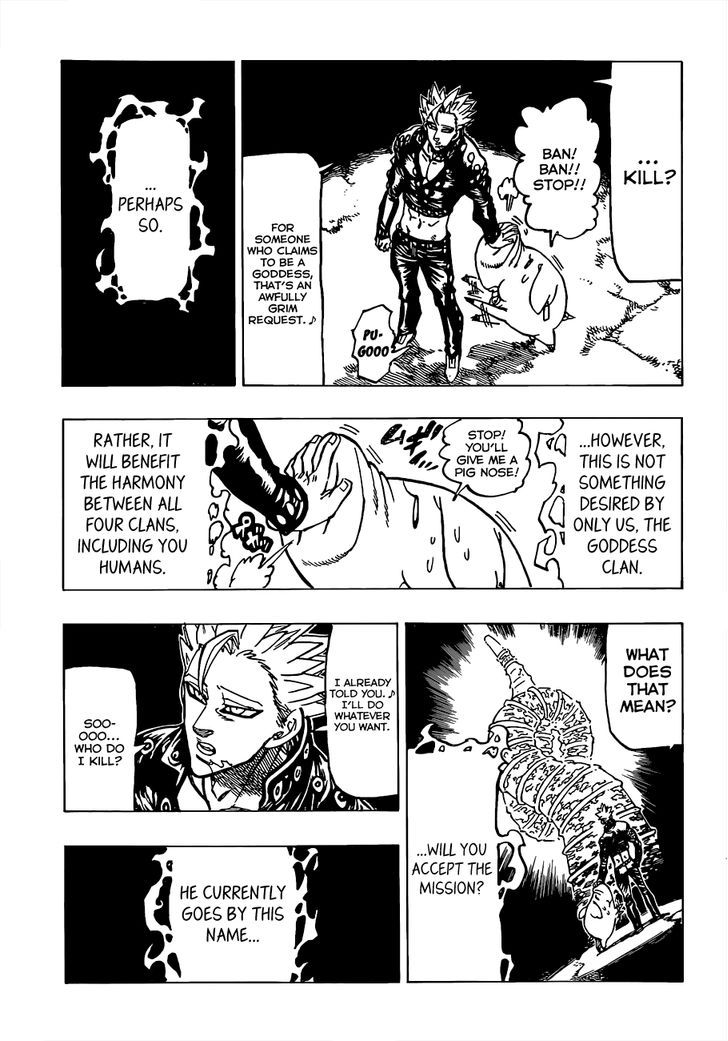 ...
KILL?
BAN!
BAN!!
STOP!!
FOR
SOMEONE
WHO CLAIMS
TO BE A
GODDESS,
THAT'S AN
AWFULLY
GRIM
REQUEST.♪
PU-
GOOO
...
PERHAPS
SO.
...HOWEVER,
THIS IS NOT
SOMETHING
DESIRED BY
ONLY US, THE
GODDESS
CLAN.
STOP!
YOU'LL
GIVE ME A
PIG NOSE!
RATHER, IT
WILL BENEFIT
THE HARMONY
BETWEEN ALL
FOUR CLANS,
INCLUDING YOU
HUMANS.
WHAT
DOES
THAT
MEAN?
...WILL YOU
ACCEPT THE
MISSION?
I ALREADY
TOLD YOU.♪
I'LL DO
WHATEVER
YOU WANT.
SOO-
OOO...
WHO DO
I KILL?
HE CURRENTLY
GOES BY THIS
NAME...